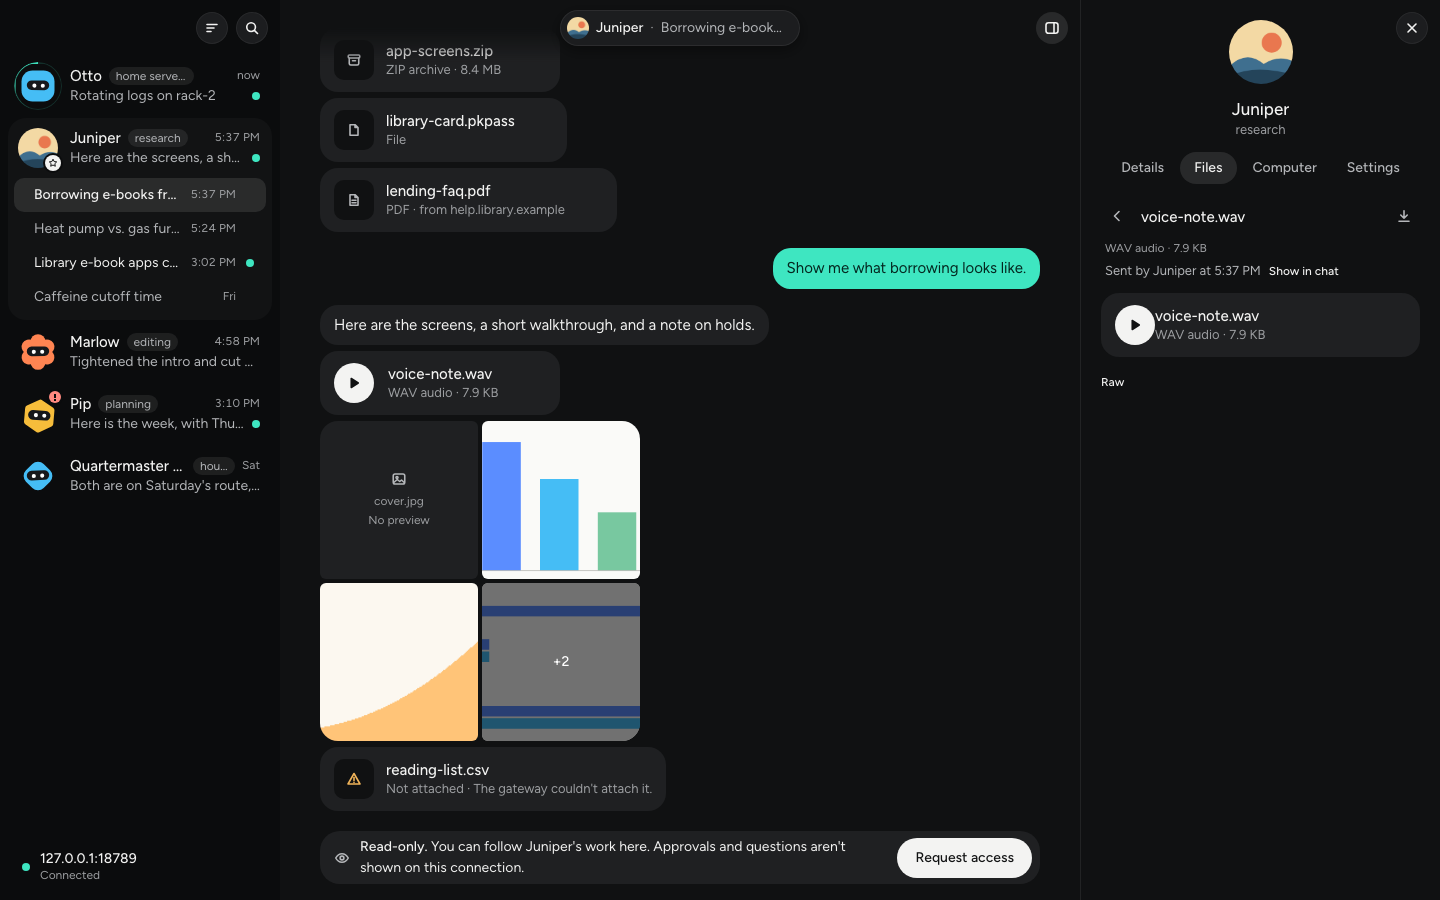 Otto home serve... now
Rotating logs on rack-2
Juniper research 5:37 PM
Here are the screens, a sh...
Borrowing e-books fr... 5:37 PM
Heat pump vs. gas fur... 5:24 PM
Library e-book apps c... 3:02 PM
Caffeine cutoff time Fri
Marlow editing 4:58 PM
Tightened the intro and cut ...
Pip planning 3:10 PM
Here is the week, with Thu...
Quartermaster ... hou... Sat
Both are on Saturday's route,...
127.0.0.1:18789
Connected
Juniper · Borrowing e-book...
app-screens.zip
ZIP archive · 8.4 MB
library-card.pkpass
File
lending-faq.pdf
PDF · from help.library.example
Show me what borrowing looks like.
Here are the screens, a short walkthrough, and a note on holds.
voice-note.wav
WAV audio · 7.9 KB
cover.jpg
No preview
+2
reading-list.csv
Not attached · The gateway couldn't attach it.
Read-only. You can follow Juniper's work here. Approvals and questions aren't
shown on this connection.
Request access
Juniper
research
Details Files Computer Settings
voice-note.wav
WAV audio · 7.9 KB
Sent by Juniper at 5:37 PM Show in chat
voice-note.wav
WAV audio · 7.9 KB
Raw